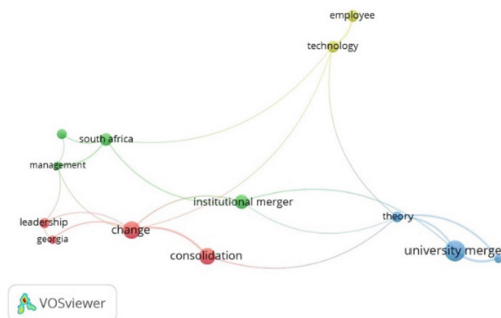 employee
technology
south africa
management
institutional merger
leadership
georgia
change
theory
consolidation
university merge
VOSviewer